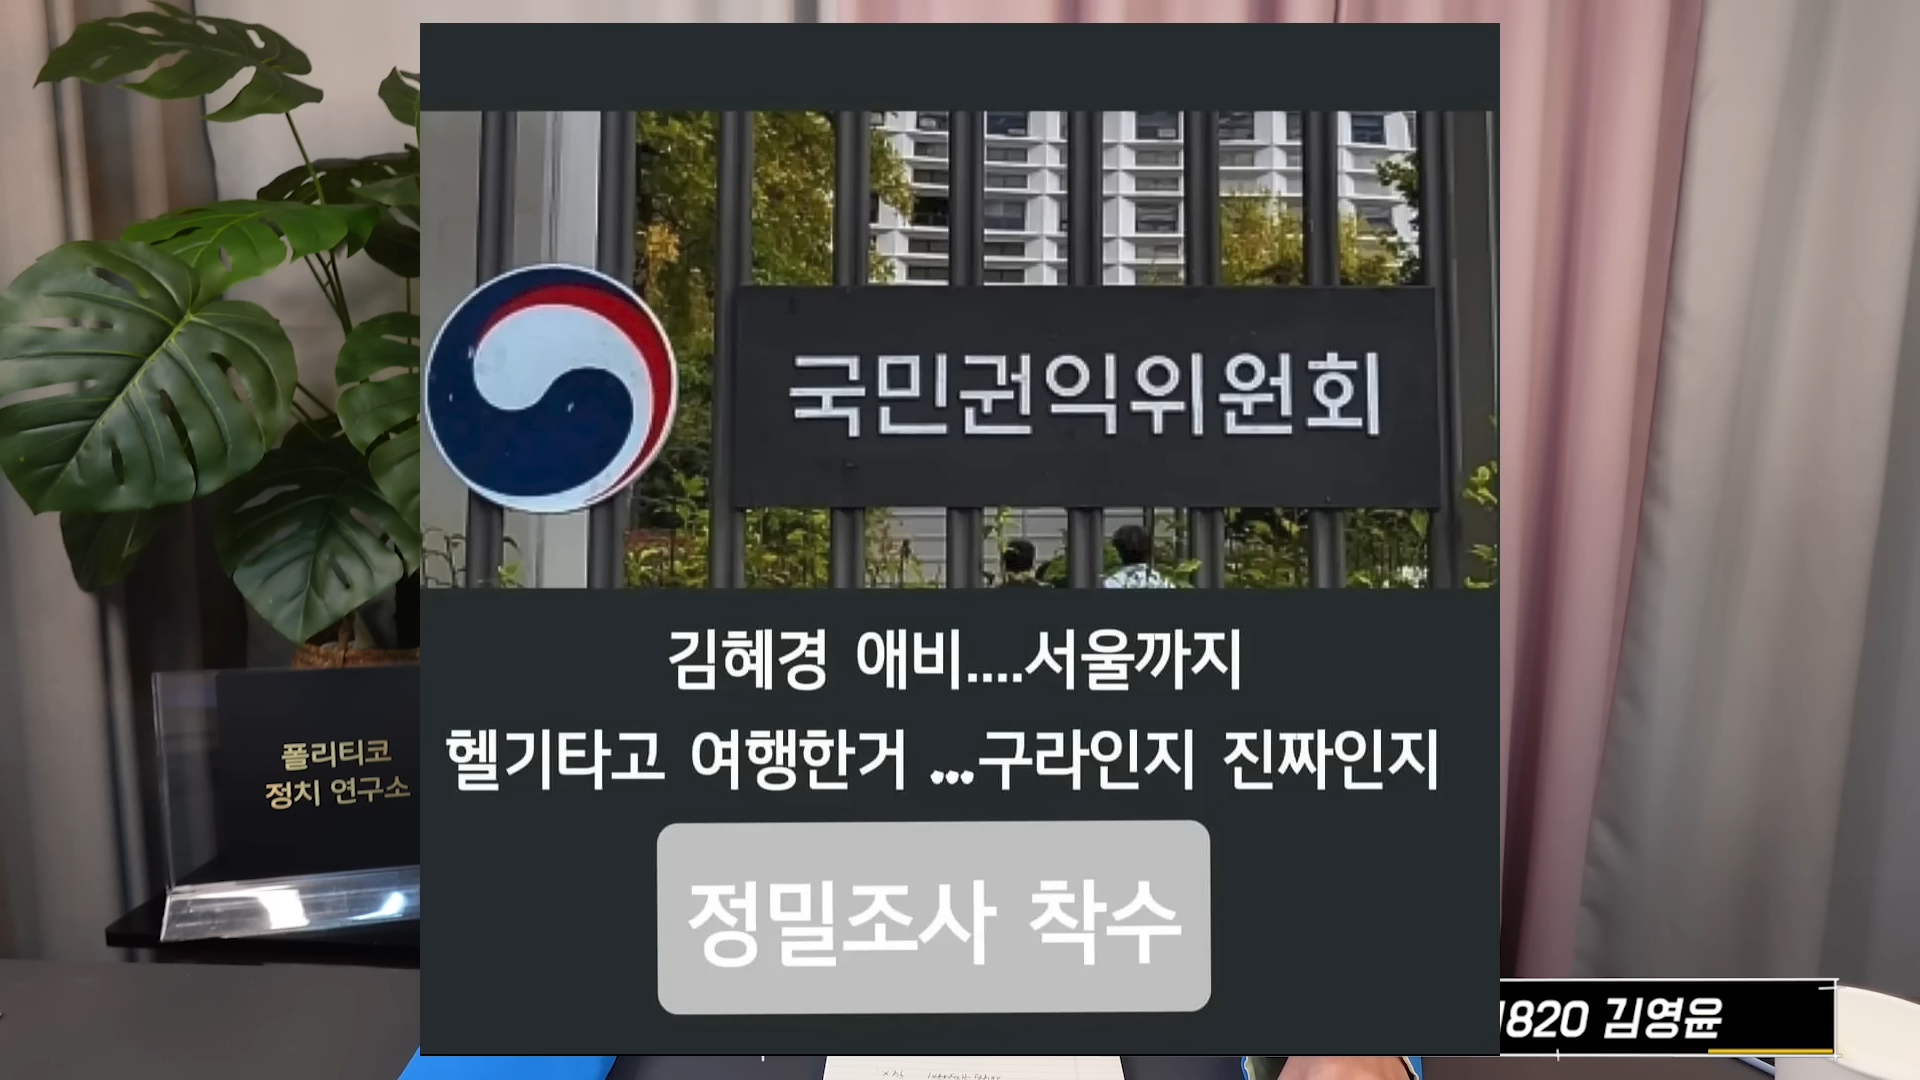 국민권익위원회
김혜경 애비....서울까지
헬기타고 여행한거 ...구라인지 진짜인지
정밀조사 착수
플리티코
정치 연구소
1820 김영윤